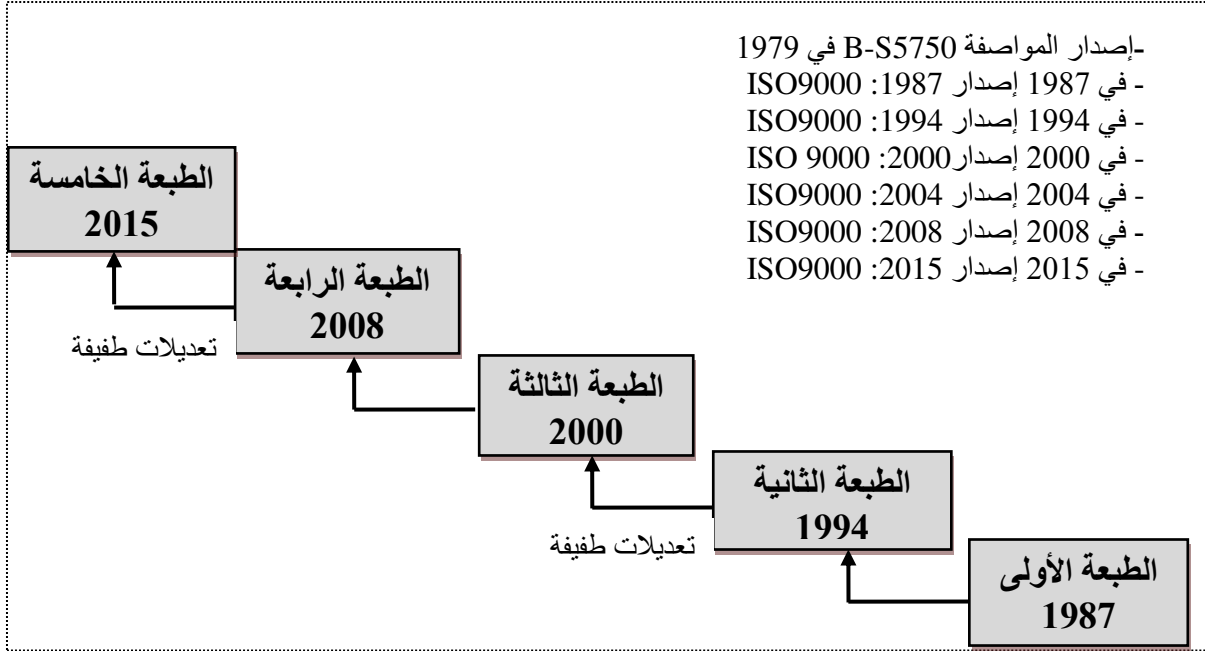 -إصدار المواصفة B-S5750 في 1979
- في 1987 إصدار ISO9000 :1987
- في 1994 إصدار ISO9000 :1994
- في 2000 إصدار ISO 9000 :2000
- في 2004 إصدار ISO9000 :2004
- في 2008 إصدار ISO9000 :2008
- في 2015 إصدار ISO9000 :2015
الطبعة الخامسة
2015
الطبعة الرابعة
2008
تعديلات طفيفة
الطبعة الثالثة
2000
الطبعة الثانية
1994
تعديلات طفيفة
الطبعة الأولى
1987